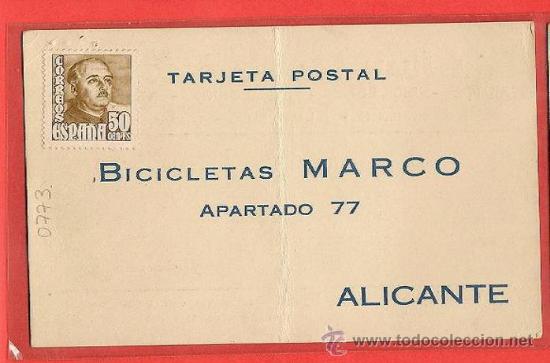 TARJETA POSTAL
CORREOS
50
CENTS
ESPAÑA
BICICLETAS MARCO
APARTADO 77
ALICANTE
0773.
www.todocoleccion.net